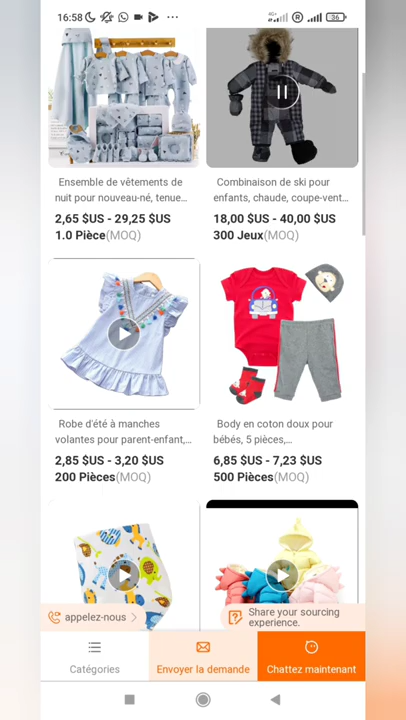 16:58
4G+
R
36
Ensemble de vêtements de
nuit pour nouveau-né, tenue...
2,65 $US - 29,25 $US
1.0 Pièce(MOQ)
Combinaison de ski pour
enfants, chaude, coupe-vent...
18,00 $US - 40,00 $US
300 Jeux(MOQ)
Robe d'été à manches
volantes pour parent-enfant,...
2,85 $US - 3,20 $US
200 Pièces(MOQ)
Body en coton doux pour
bébés, 5 pièces,...
6,85 $US - 7,23 $US
500 Pièces(MOQ)
appelez-nous
Share your sourcing
experience.
Catégories
Envoyer la demande
Chattez maintenant